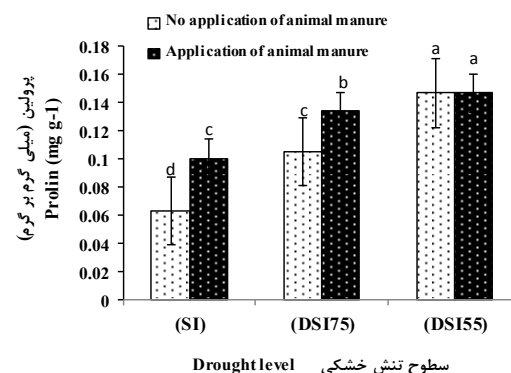 No application of animal manure
Application of animal manure
پرولین (میلی گرم بر گرم)
Prolin (mg g-1)
0.18
0.16
0.14
0.12
0.1
0.08
0.06
0.04
0.02
0
d
c
c
b
a
a
(SI)
(DSI75)
(DSI55)
Drought level سطوح تنش خشکی